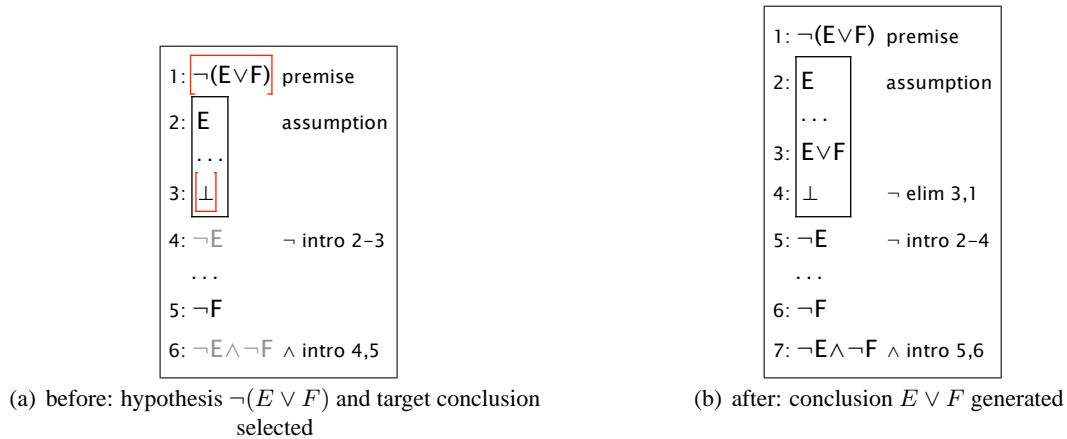 1: ¬(E∨F) premise
2: E assumption
...
3: ⊥
4: ¬E ¬ intro 2-3
...
5: ¬F
6: ¬E∧¬F ∧ intro 4,5
(a) before: hypothesis ¬(E ∨ F) and target conclusion
selected
1: ¬(E∨F) premise
2: E assumption
...
3: E∨F
4: ⊥ ¬ elim 3,1
5: ¬E ¬ intro 2-4
...
6: ¬F
7: ¬E∧¬F ∧ intro 5,6
(b) after: conclusion E ∨ F generated